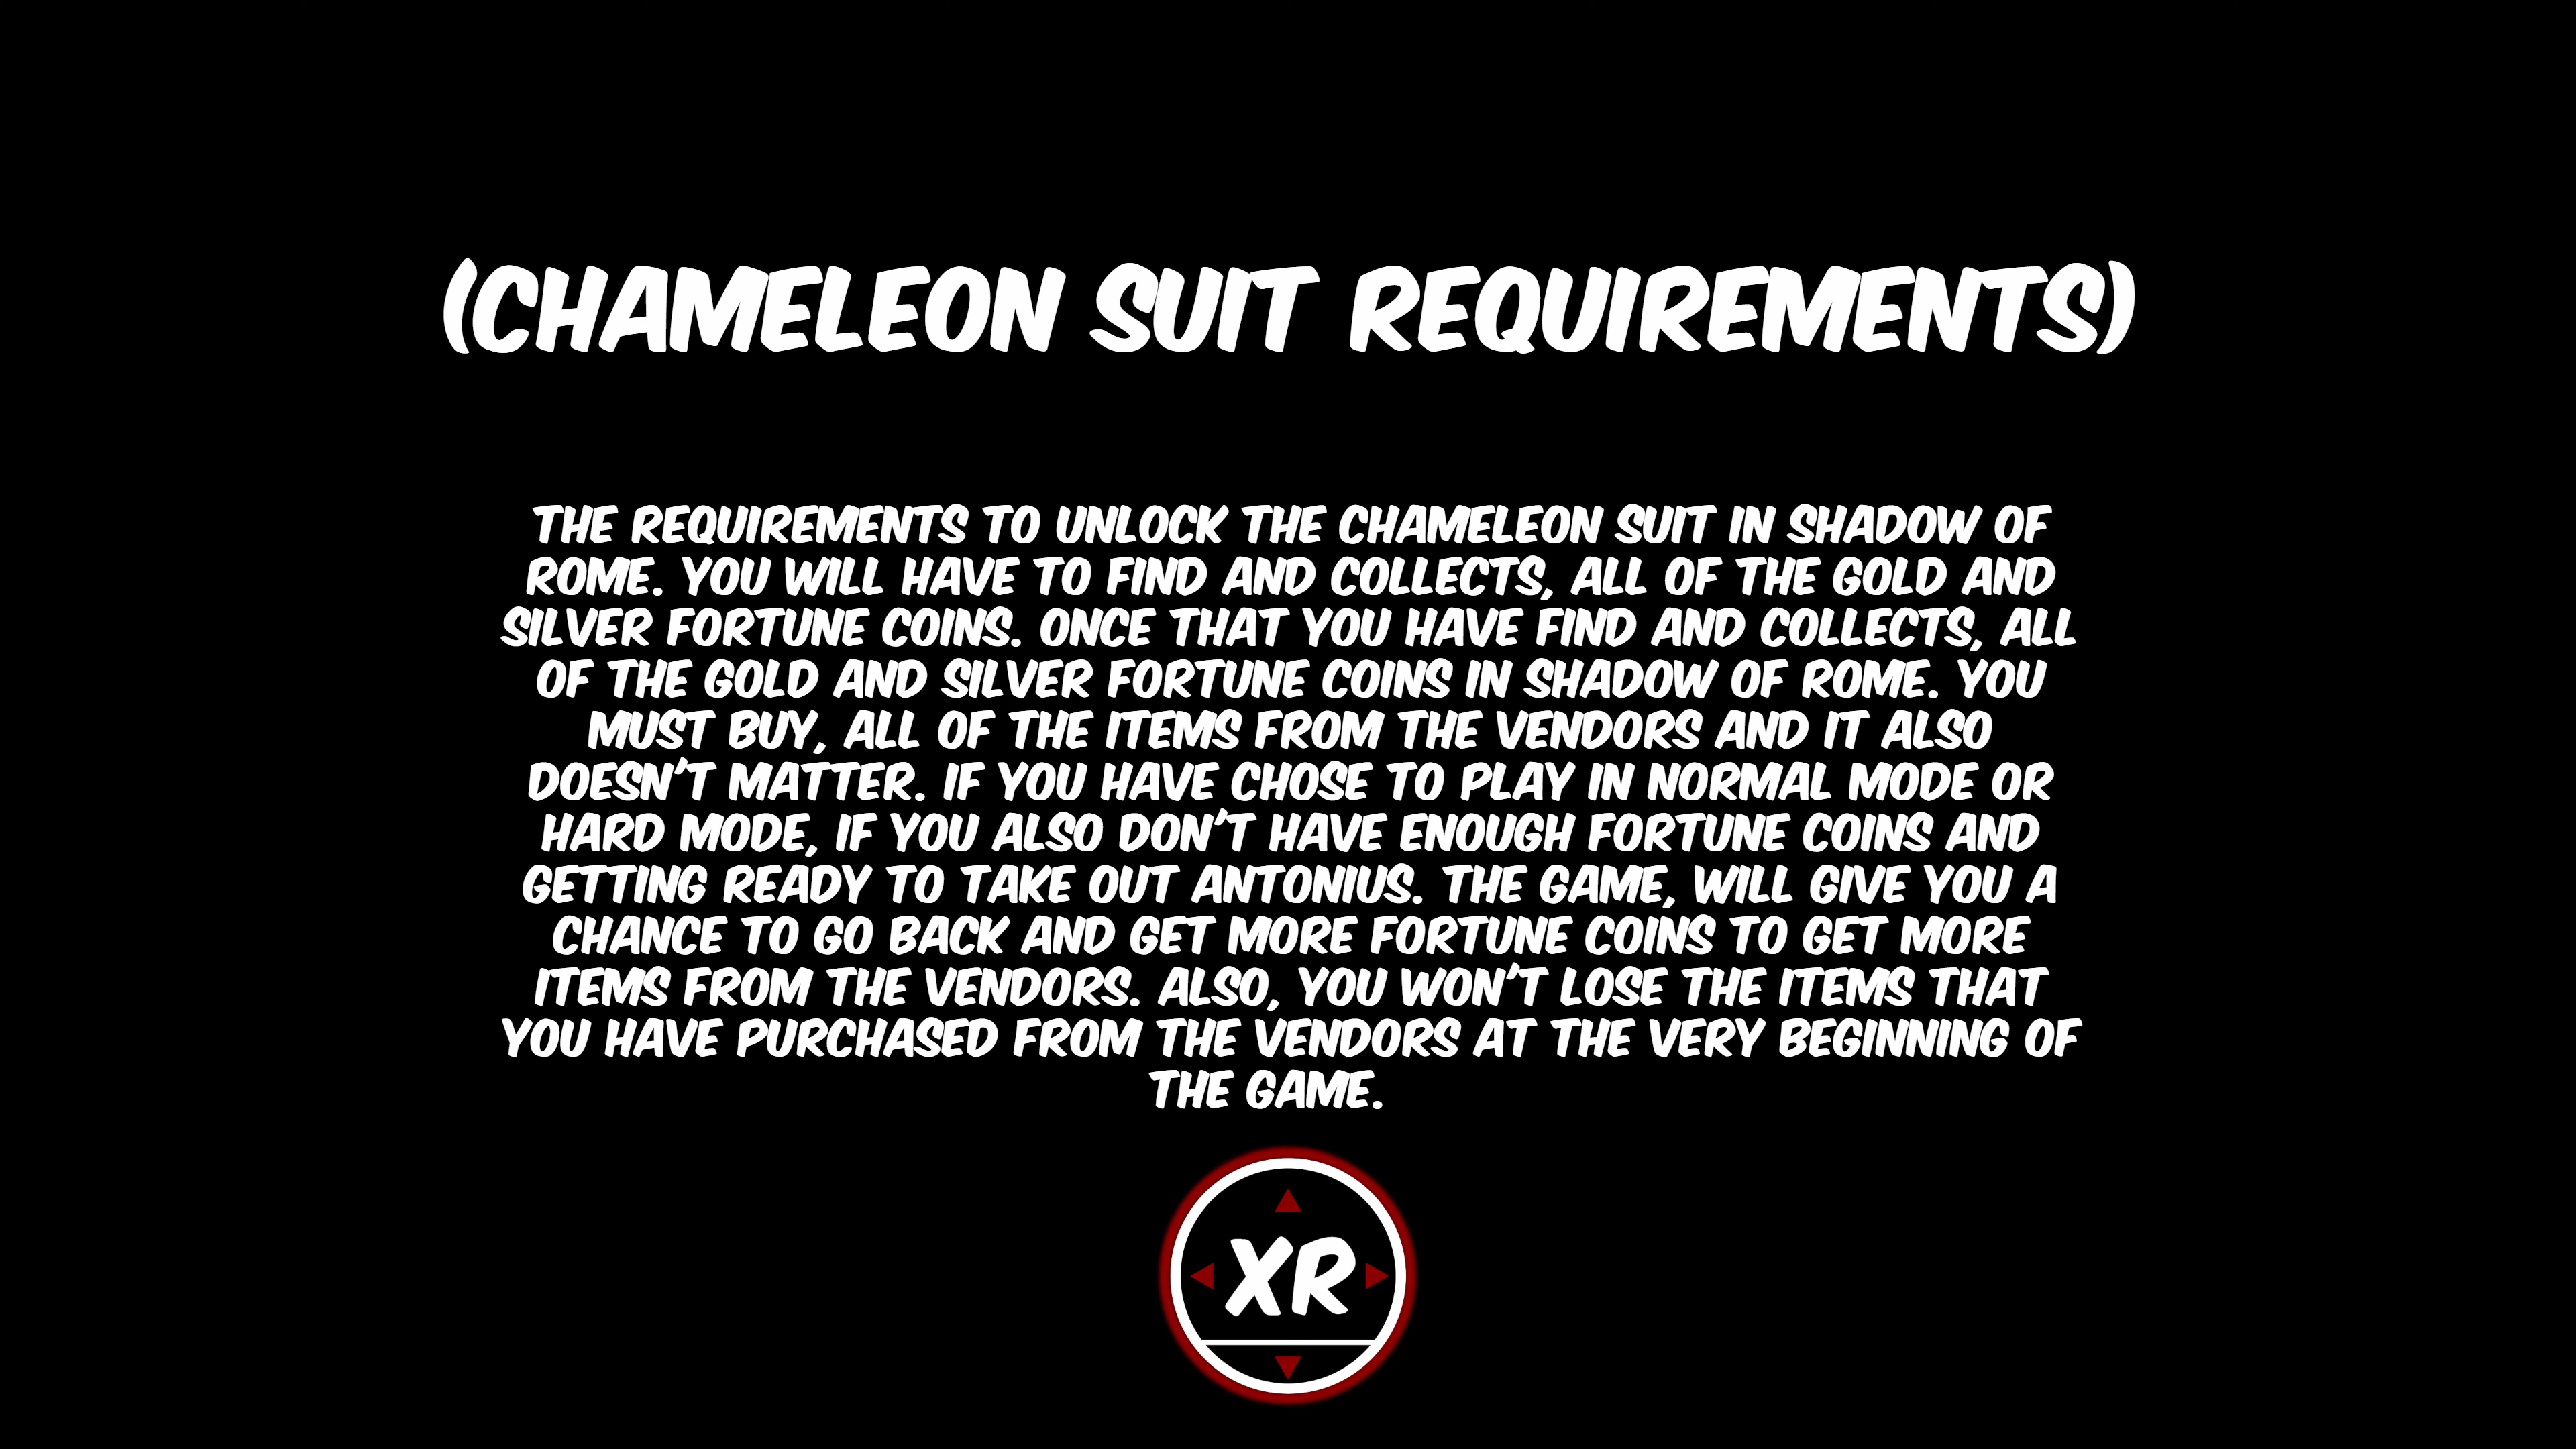 (CHAMELEON SUIT REQUIREMENTS)
THE REQUIREMENTS TO UNLOCK THE CHAMELEON SUIT IN SHADOW OF
ROME. YOU WILL HAVE TO FIND AND COLLECTS, ALL OF THE GOLD AND
SILVER FORTUNE COINS. ONCE THAT YOU HAVE FIND AND COLLECTS, ALL
OF THE GOLD AND SILVER FORTUNE COINS IN SHADOW OF ROME. YOU
MUST BUY, ALL OF THE ITEMS FROM THE VENDORS AND IT ALSO
DOESN'T MATTER. IF YOU HAVE CHOSE TO PLAY IN NORMAL MODE OR
HARD MODE, IF YOU ALSO DON'T HAVE ENOUGH FORTUNE COINS AND
GETTING READY TO TAKE OUT ANTONIUS. THE GAME, WILL GIVE YOU A
CHANCE TO GO BACK AND GET MORE FORTUNE COINS TO GET MORE
ITEMS FROM THE VENDORS. ALSO, YOU WON'T LOSE THE ITEMS THAT
YOU HAVE PURCHASED FROM THE VENDORS AT THE VERY BEGINNING OF
THE GAME.
XR